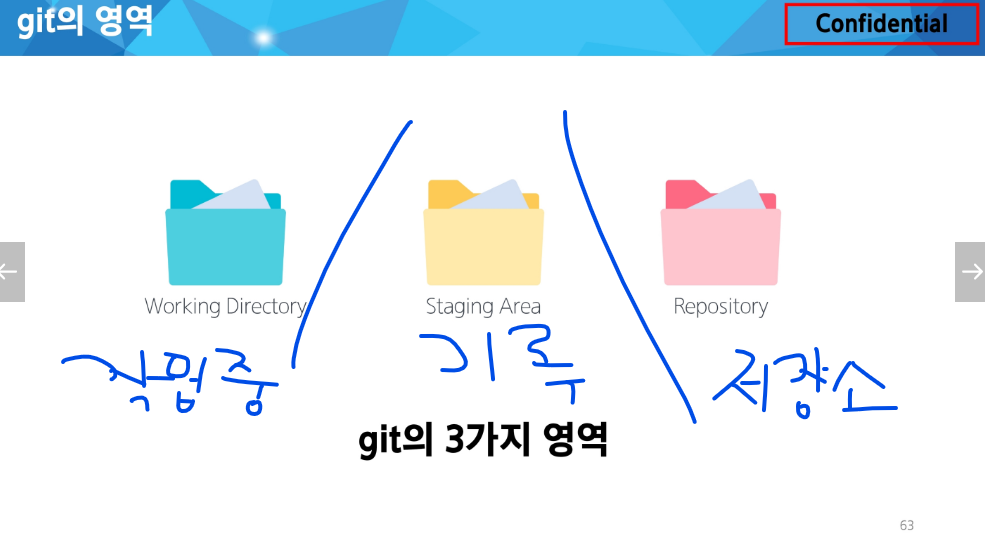 git의 영역
Confidential
Working Directory
Staging Area
Repository
작업중
기록
저장소
git의 3가지 영역
63